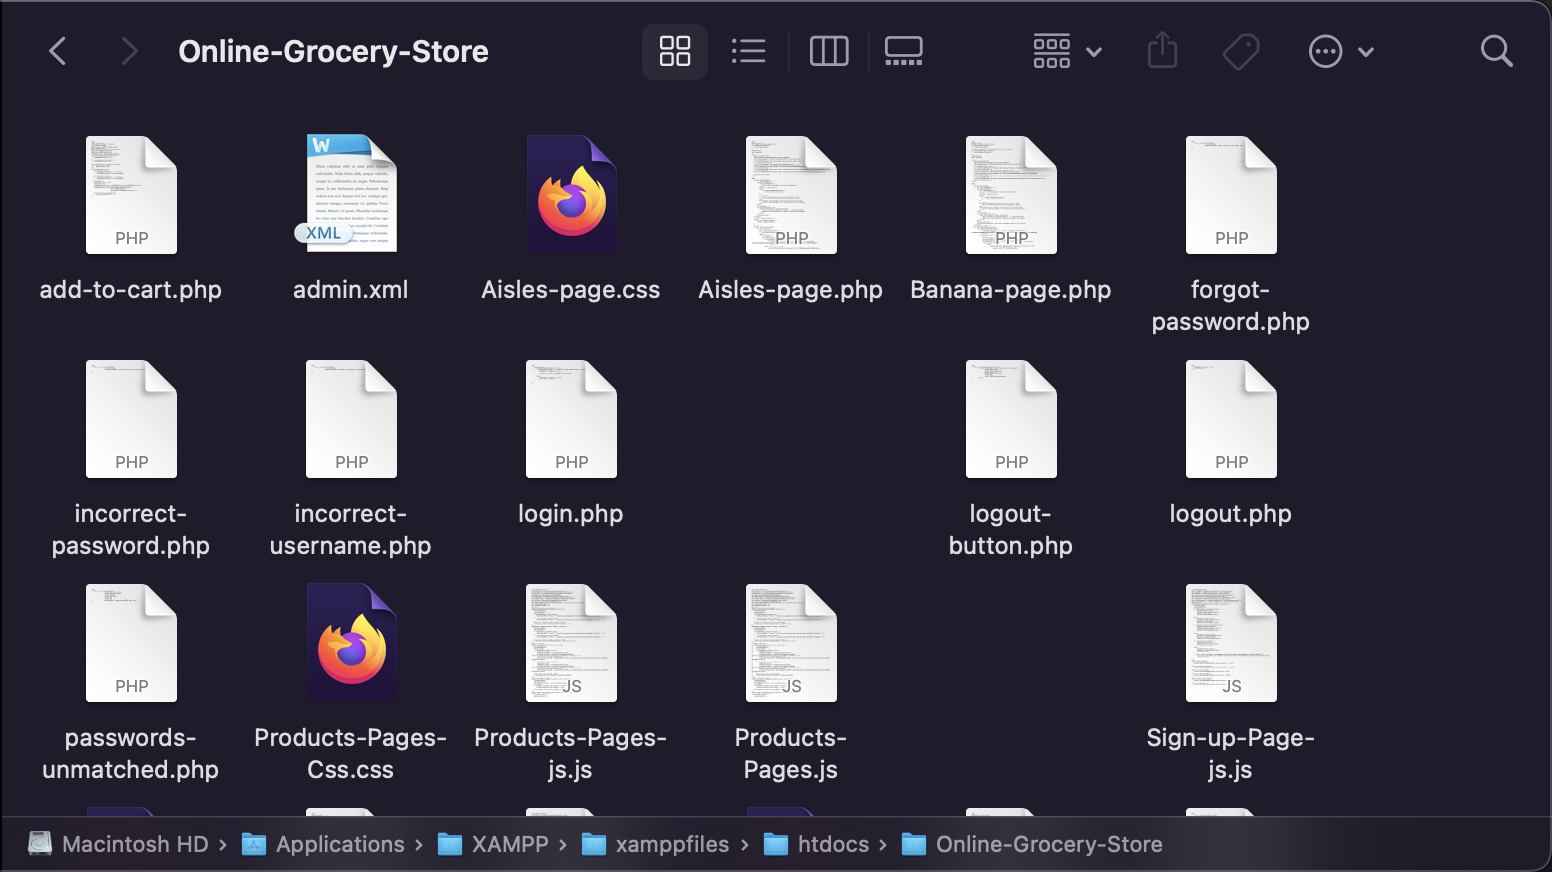 Online-Grocery-Store
PHP
W
XML
PHP
PHP
PHP
add-to-cart.php
admin.xml
Aisles-page.css
Aisles-page.php
Banana-page.php
forgot-
password.php
PHP
PHP
PHP
PHP
PHP
incorrect-
password.php
incorrect-
username.php
login.php
logout-
button.php
logout.php
PHP
JS
JS
JS
passwords-
unmatched.php
Products-Pages-
Css.css
Products-Pages-
js.js
Products-
Pages.js
Sign-up-Page-
js.js
Macintosh HD › Applications › XAMPP › xamppfiles › htdocs › Online-Grocery-Store